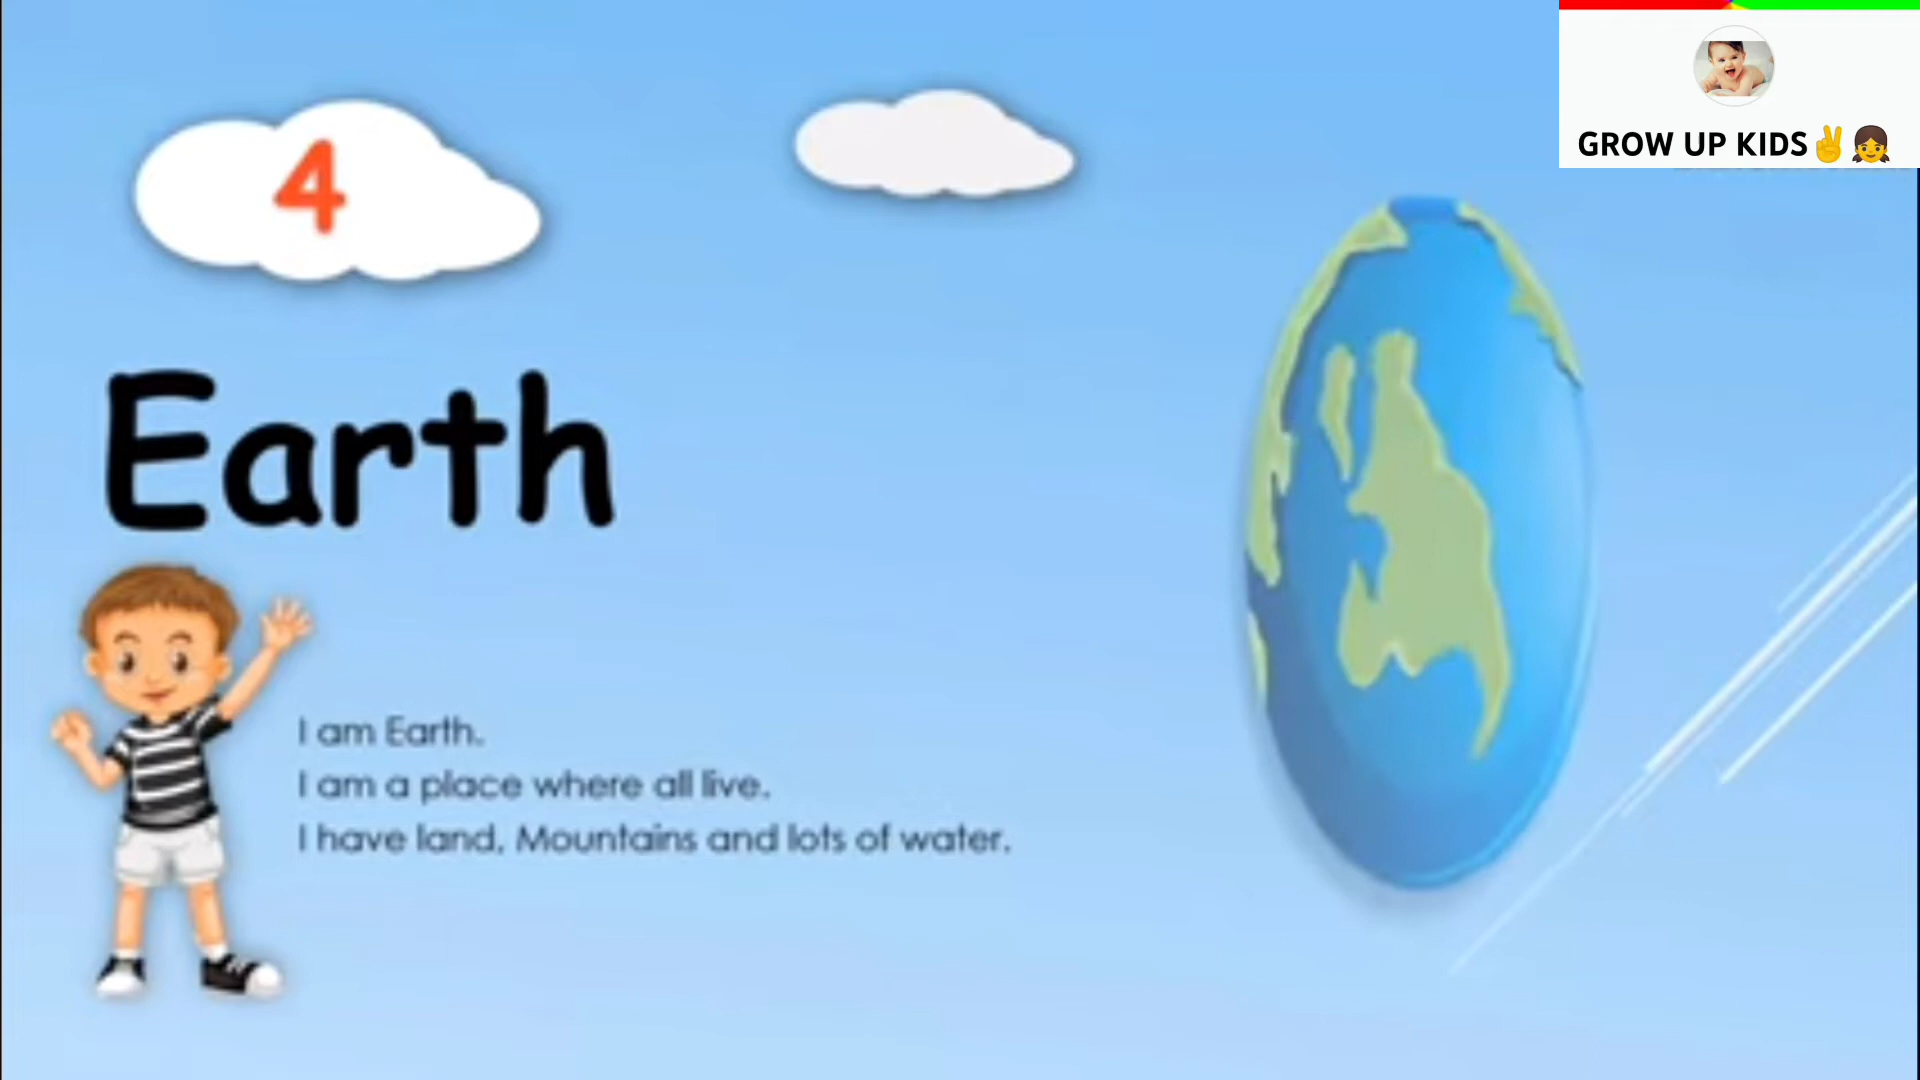 4
GROW UP KIDS✌👧
Earth
I am Earth.
I am a place where all live.
I have land, Mountains and lots of water.